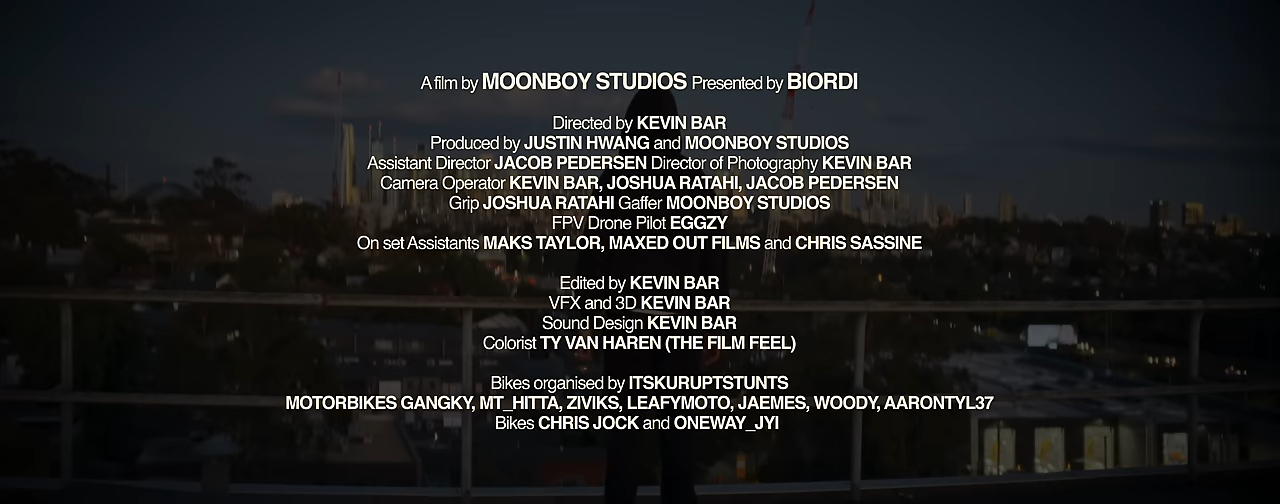 A film by MOONBOY STUDIOS Presented by BIORDI
Directed by KEVIN BAR
Produced by JUSTIN HWANG and MOONBOY STUDIOS
Assistant Director JACOB PEDERSEN Director of Photography KEVIN BAR
Camera Operator KEVIN BAR, JOSHUA RATAHI, JACOB PEDERSEN
Grip JOSHUA RATAHI Gaffer MOONBOY STUDIOS
FPV Drone Pilot EGGZY
On set Assistants MAKS TAYLOR, MAXED OUT FILMS and CHRIS SASSINE
Edited by KEVIN BAR
VFX and 3D KEVIN BAR
Sound Design KEVIN BAR
Colorist TY VAN HAREN (THE FILM FEEL)
Bikes organised by ITSKURUPTSTUNTS
MOTORBIKES GANGKY, MT_HITTA, ZIVIKS, LEAFYMOTO, JAEMES, WOODY, AARONTYL37
Bikes CHRIS JOCK and ONEWAY_JYI